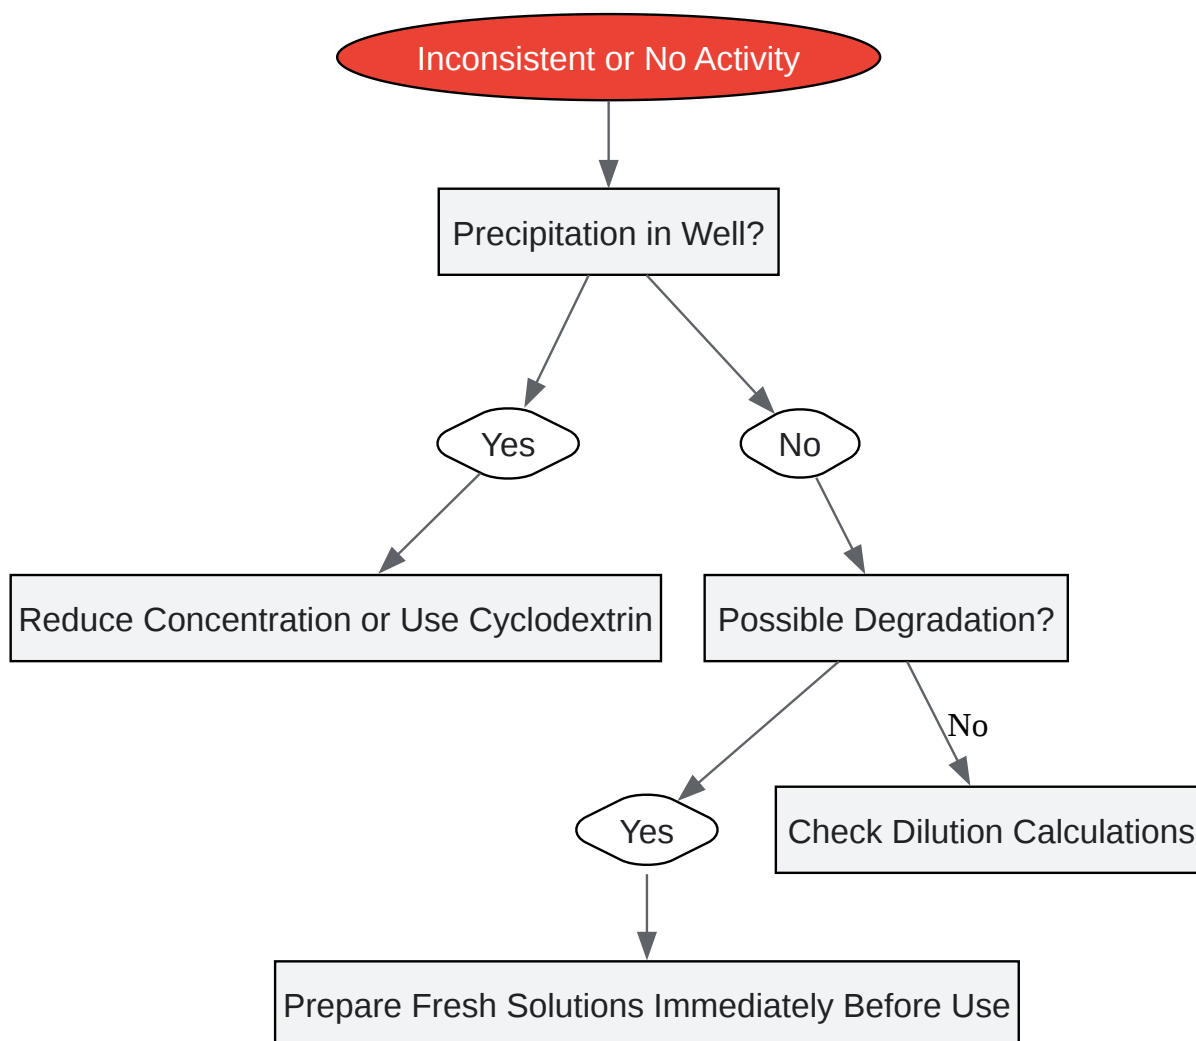 Inconsistent or No Activity
Precipitation in Well?
Yes
No
Reduce Concentration or Use Cyclodextrin
Possible Degradation?
No
Yes
Check Dilution Calculations
Prepare Fresh Solutions Immediately Before Use